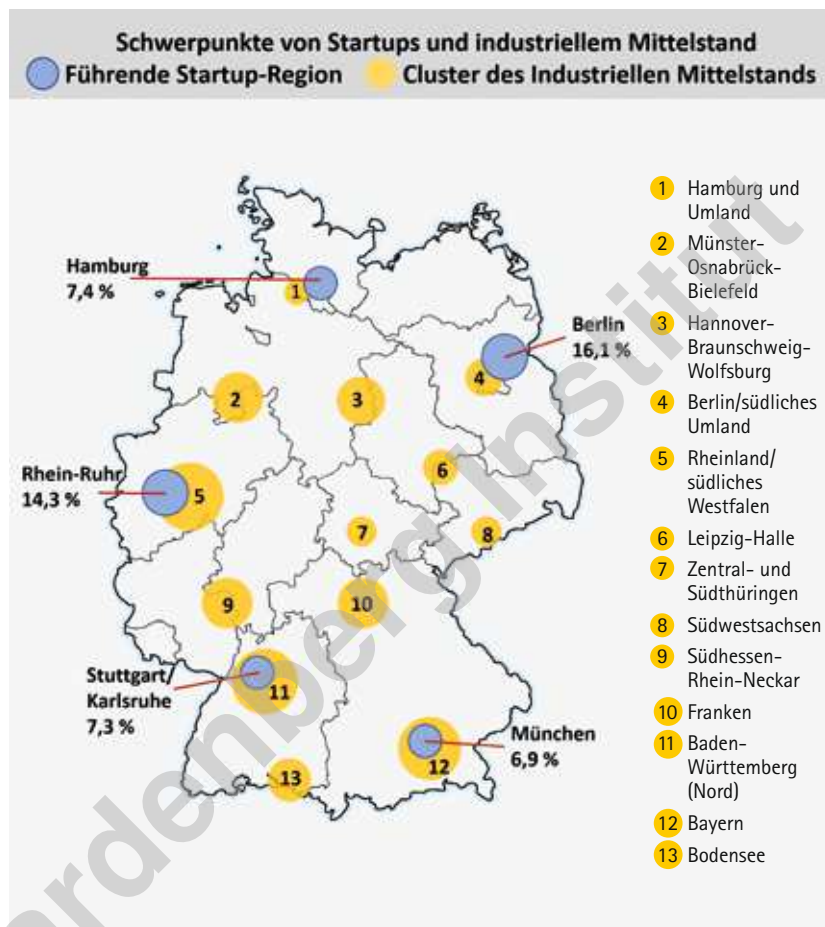 Schwerpunkte von Startups und industriellem Mittelstand
Führende Startup-Region
Cluster des Industriellen Mittelstands
Hamburg
7,4 %
Berlin
16,1 %
Rhein-Ruhr
14,3 %
Stuttgart/
Karlsruhe
7,3 %
München
6,9 %
1
2
3
4
5
6
7
8
9
10
11
12
13
1 Hamburg und
Umland
2 Münster-
Osnabrück-
Bielefeld
3 Hannover-
Braunschweig-
Wolfsburg
4 Berlin/südliches
Umland
5 Rheinland/
südliches
Westfalen
6 Leipzig-Halle
7 Zentral- und
Südthüringen
8 Südwestsachsen
9 Südhessen-
Rhein-Neckar
10 Franken
11 Baden-
Württemberg
(Nord)
12 Bayern
13 Bodensee
ardenberg Institut